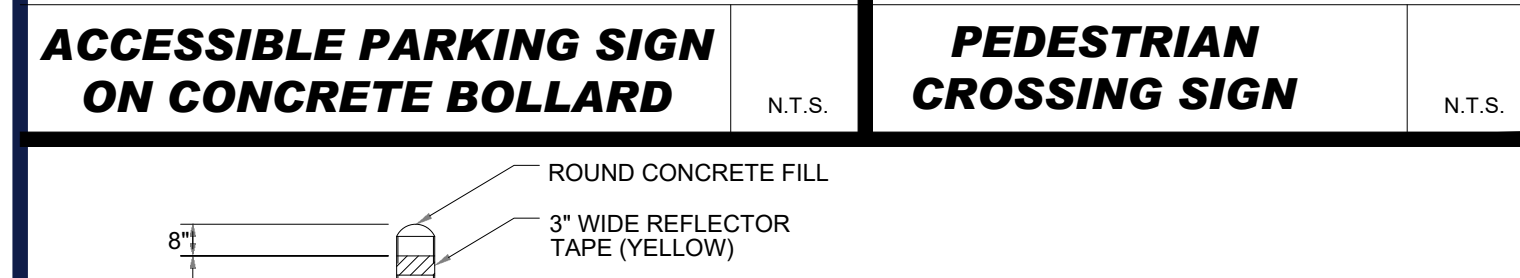 ACCESSIBLE PARKING SIGN
ON CONCRETE BOLLARD
N.T.S.
PEDESTRIAN
CROSSING SIGN
N.T.S.
ROUND CONCRETE FILL
3" WIDE REFLECTOR
TAPE (YELLOW)
8"